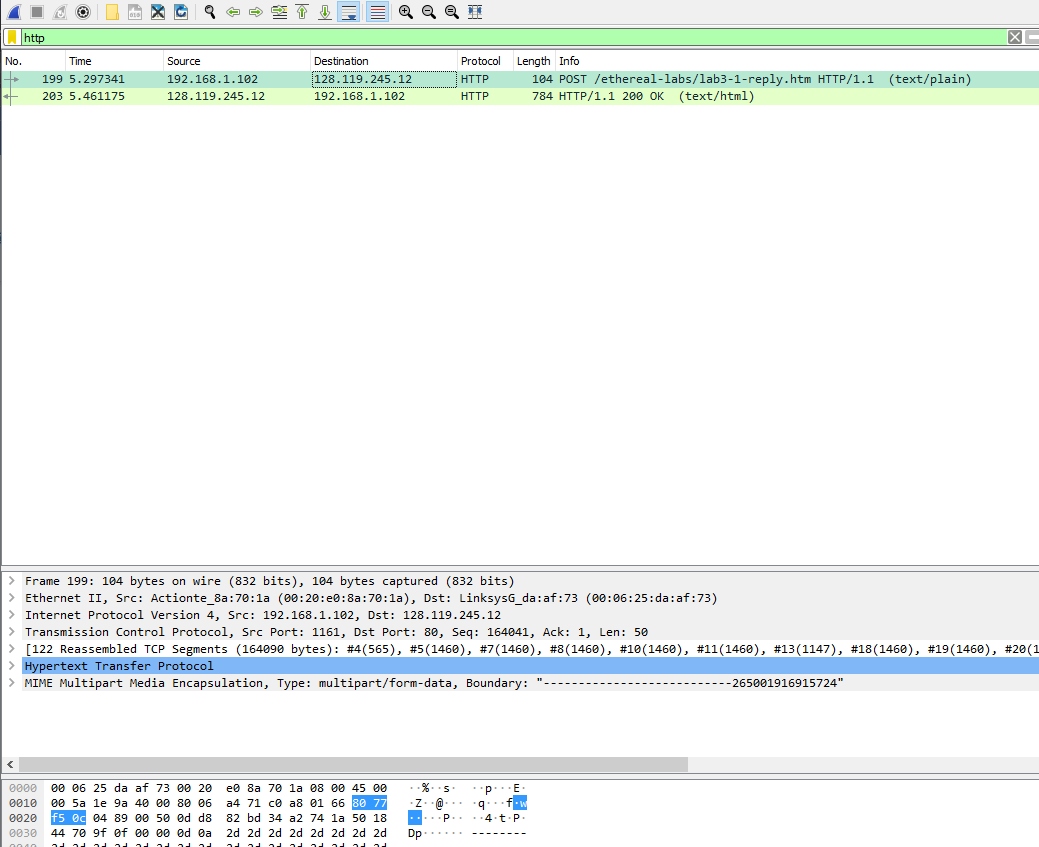 http
No. Time Source Destination Protocol Length Info
199 5.297341 192.168.1.102 128.119.245.12 HTTP 104 POST /ethereal-labs/lab3-1-reply.htm HTTP/1.1 (text/plain)
203 5.461175 128.119.245.12 192.168.1.102 HTTP 784 HTTP/1.1 200 OK (text/html)
Frame 199: 104 bytes on wire (832 bits), 104 bytes captured (832 bits)
Ethernet II, Src: Actionte_8a:70:1a (00:20:e0:8a:70:1a), Dst: LinksysG_da:af:73 (00:06:25:da:af:73)
Internet Protocol Version 4, Src: 192.168.1.102, Dst: 128.119.245.12
Transmission Control Protocol, Src Port: 1161, Dst Port: 80, Seq: 164041, Ack: 1, Len: 50
[122 Reassembled TCP Segments (164090 bytes): #4(565), #5(1460), #7(1460), #8(1460), #10(1460), #11(1460), #13(1147), #18(1460), #19(1460), #20(1
Hypertext Transfer Protocol
MIME Multipart Media Encapsulation, Type: multipart/form-data, Boundary: "---------------------------265001916915724"
0000 00 06 25 da af 73 00 20 e0 8a 70 1a 08 00 45 00 ··%··s· ··p···E·
0010 00 5a 1e 9a 40 00 80 06 a4 71 c0 a8 01 66 80 77 ·Z··@··· ·q···f·w
0020 f5 0c 04 89 00 50 0d d8 82 bd 34 a2 74 1a 50 18 ·····P·· ··4·t·P·
0030 44 70 9f 0f 00 00 0d 0a 2d 2d 2d 2d 2d 2d 2d 2d Dp······ --------